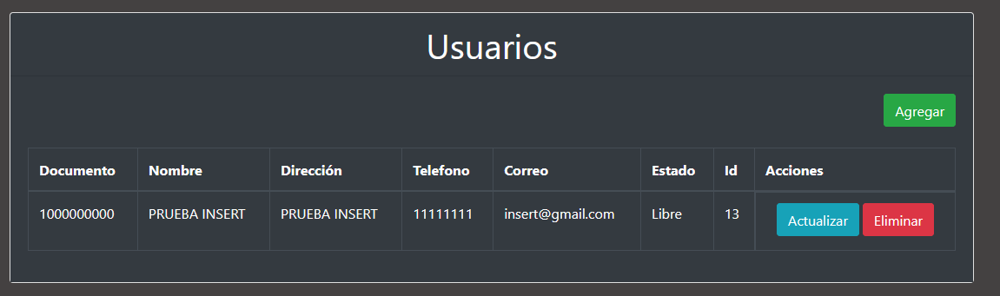 Usuarios
Agregar
Documento Nombre Dirección Telefono Correo Estado Id Acciones
1000000000 PRUEBA INSERT PRUEBA INSERT 11111111 insert@gmail.com Libre 13 Actualizar Eliminar